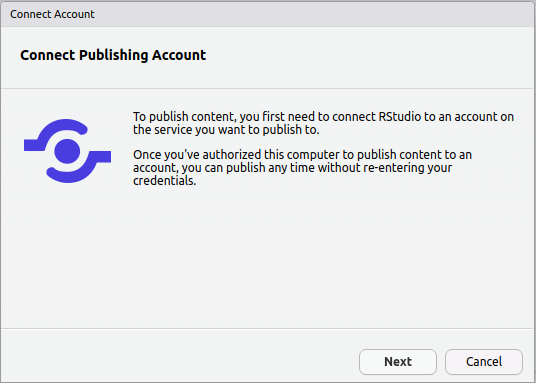 Connect Account
Connect Publishing Account
To publish content, you first need to connect RStudio to an account on
the service you want to publish to.
Once you've authorized this computer to publish content to an
account, you can publish any time without re-entering your
credentials.
Next
Cancel